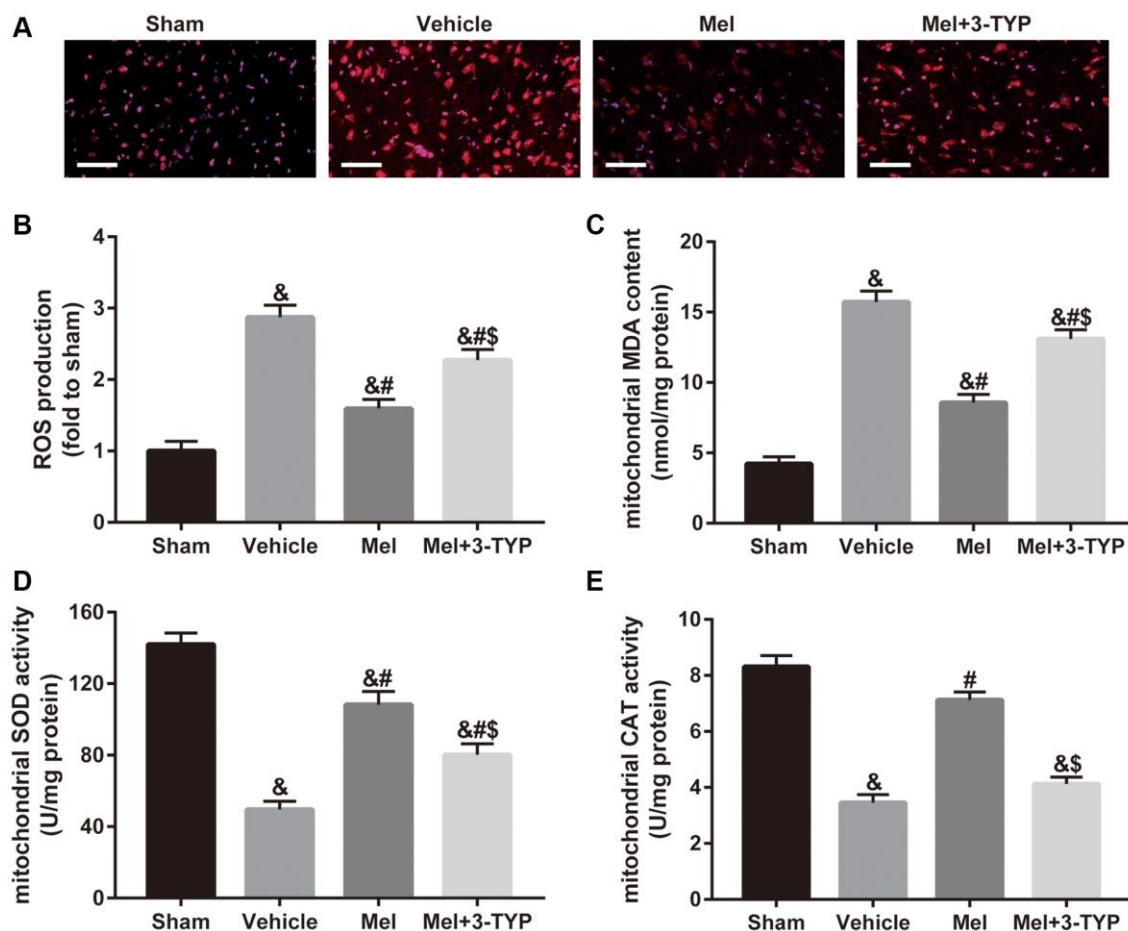 A
Sham
Vehicle
Mel
Mel+3-TYP
B
ROS production
(fold to sham)
4
3
2
1
0
&
&#
&#$
Sham
Vehicle
Mel
Mel+3-TYP
C
mitochondrial MDA content
(nmol/mg protein)
20
15
10
5
0
&
&#
&#$
Sham
Vehicle
Mel
Mel+3-TYP
D
mitochondrial SOD activity
(U/mg protein)
160
120
80
40
0
&
&#
&#$
Sham
Vehicle
Mel
Mel+3-TYP
E
mitochondrial CAT activity
(U/mg protein)
10
8
6
4
2
0
&
#
&$
Sham
Vehicle
Mel
Mel+3-TYP